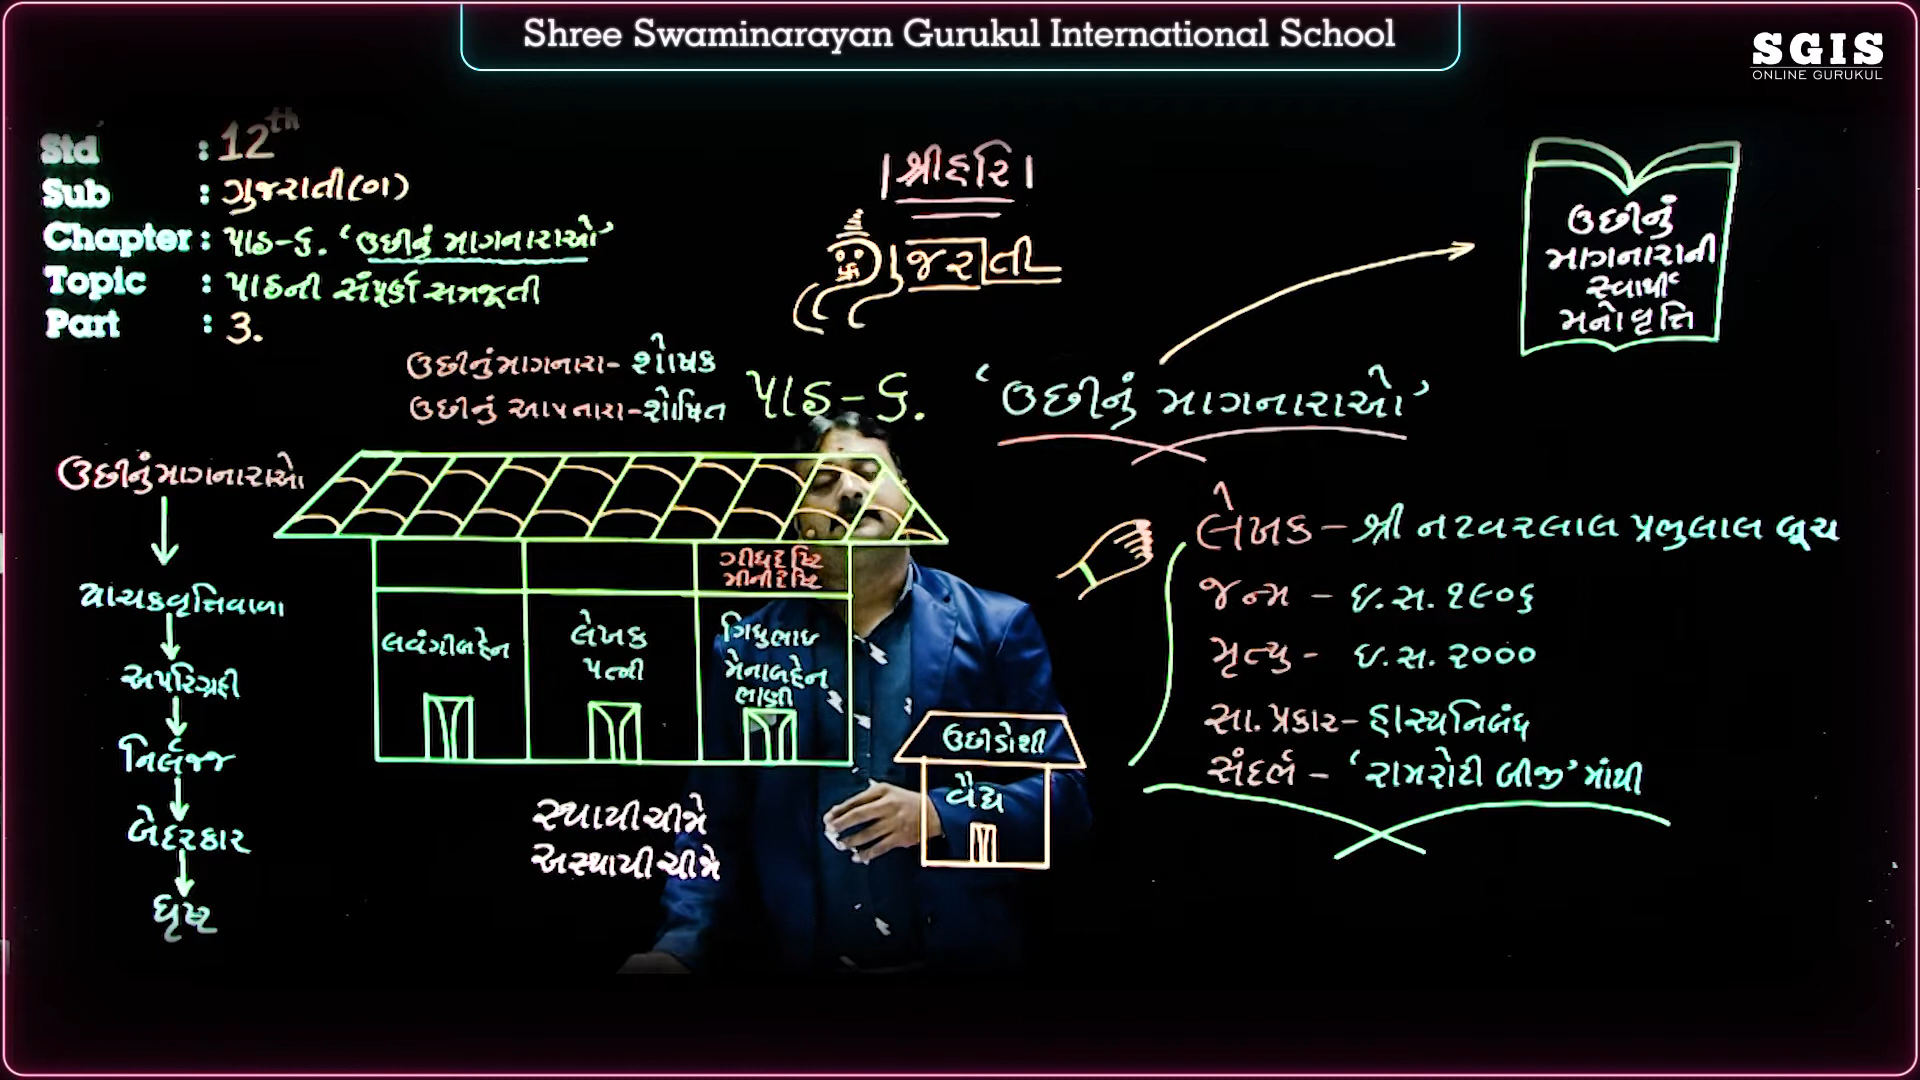 Shree Swaminarayan Gurukul International School
SGIS
ONLINE GURUKUL
Std : 12th
Sub : ગુજરાતી(૦૧)
Chapter : પાઠ-૬. 'ઉછીનું માગનારાઓ'
Topic : પાઠની સંપૂર્ણ સમજૂતી
Part : 3.
|શ્રીહરિ|
ગુજરાતી
ઉછીનું
માગનારાની
સ્વાર્થી
મનોવૃત્તિ
ઉછીનું માગનારા- શોષક
ઉછીનું આપનારા-શોષિત
પાઠ-૬. 'ઉછીનું માગનારાઓ'
ઉછીનું માગનારાઓ
યાચકવૃત્તિવાળા
અપરિગ્રહી
નિર્લજ્જ
બેદરકાર
ધૃષ્ટ
ગીધદૃષ્ટિ
મીનીદૃષ્ટિ
લવંગીબહેન
લેખક
પત્ની
ગિધુભાઈ
મેનાબહેન
ભાણી
ઉછીડોશી
વૈદ્ય
સ્થાયી ચીજો
અસ્થાયી ચીજો
લેખક - શ્રી નટવરલાલ પ્રભુલાલ બૂચ
જન્મ - ઇ.સ. ૧૯૦૬
મૃત્યુ - ઇ.સ. ૨૦૦૦
સા. પ્રકાર- હાસ્યનિબંધ
સંદર્ભ - 'રામરોટી બીજી' માંથી